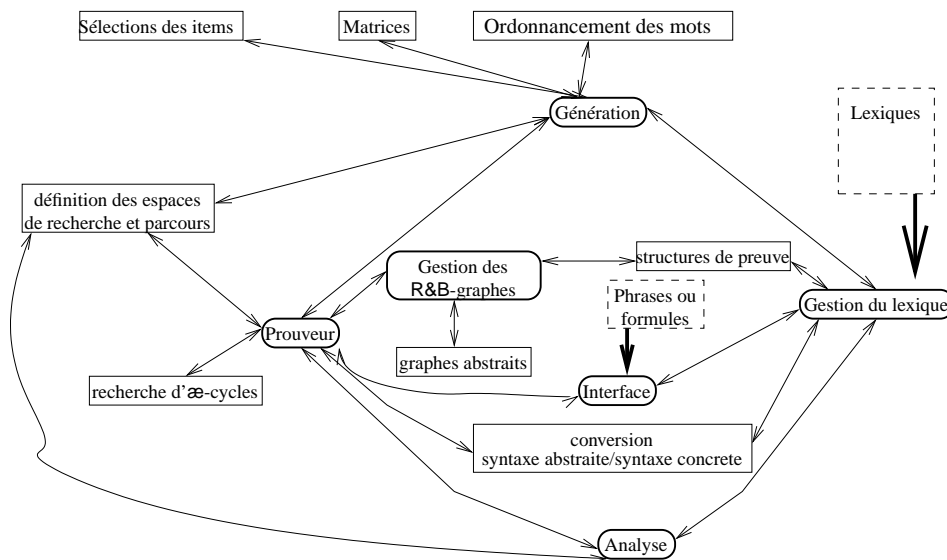 Sélections des items
Matrices
Ordonnancement des mots
Génération
Lexiques
définition des espaces
de recherche et parcours
Gestion des
R&B-graphes
structures de preuve
Phrases ou
formules
Gestion du lexique
Prouveur
graphes abstraits
recherche d'æ-cycles
Interface
conversion
syntaxe abstraite/syntaxe concrete
Analyse